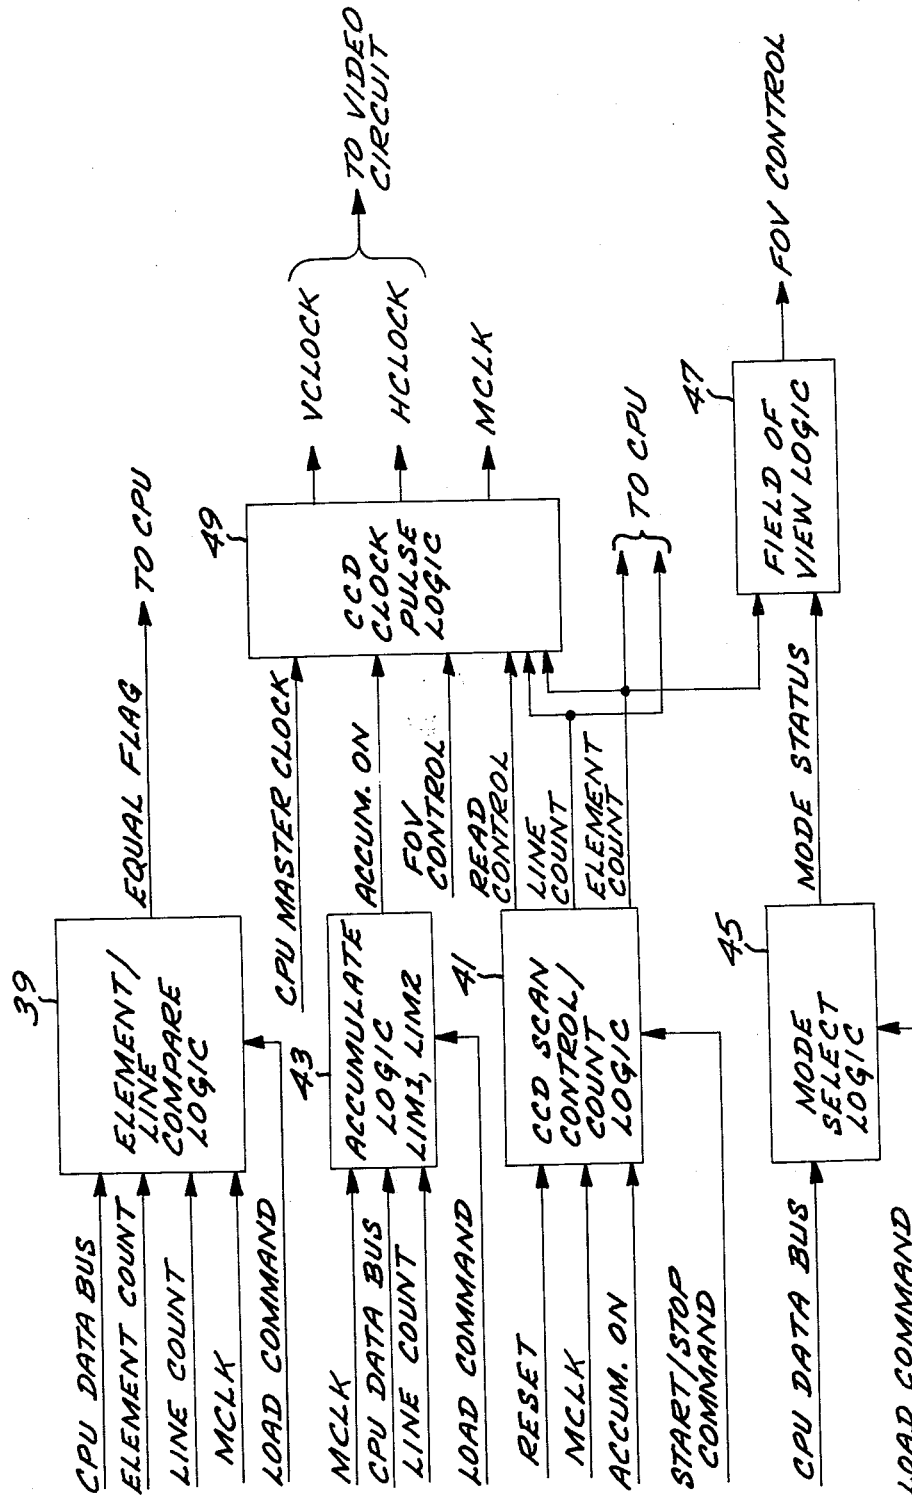 CPU DATA BUS
ELEMENT COUNT
LINE COUNT
MCLK
LOAD COMMAND
39
ELEMENT/
LINE
COMPARE
LOGIC
EQUAL FLAG
TO CPU
MCLK
CPU DATA BUS
LINE COUNT
LOAD COMMAND
43
ACCUMULATE
LOGIC
LIM1, LIM2
CPU MASTER CLOCK
ACCUM. ON
FOV
CONTROL
READ
CONTROL
LINE
COUNT
ELEMENT
COUNT
49
CCD
CLOCK
PULSE
LOGIC
VCLOCK
HCLOCK
MCLK
TO VIDEO
CIRCUIT
RESET
MCLK
ACCUM. ON
START/STOP
COMMAND
41
CCD SCAN
CONTROL/
COUNT
LOGIC
TO CPU
CPU DATA BUS
LOAD COMMAND
45
MODE
SELECT
LOGIC
MODE STATUS
47
FIELD OF
VIEW LOGIC
FOV CONTROL